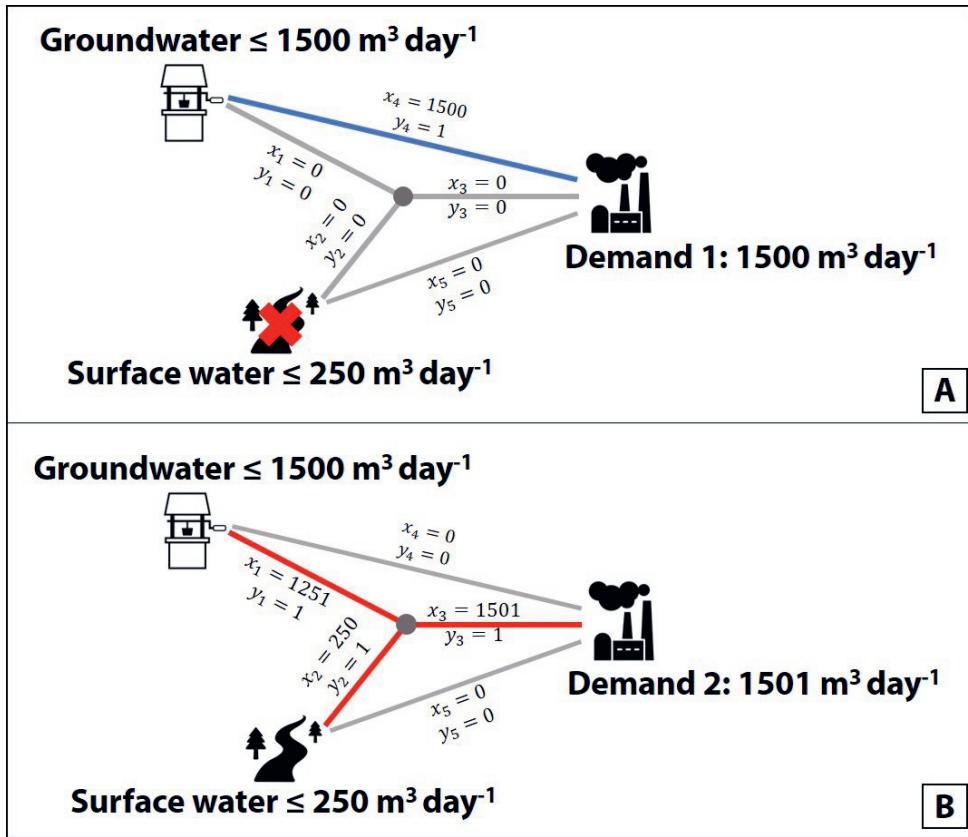 Groundwater ≤ 1500 m³ day⁻¹
x₄ = 1500
y₄ = 1
x₁ = 0
y₁ = 0
x₃ = 0
y₃ = 0
x₂ = 0
y₂ = 0
Demand 1: 1500 m³ day⁻¹
x₅ = 0
y₅ = 0
Surface water ≤ 250 m³ day⁻¹
A
Groundwater ≤ 1500 m³ day⁻¹
x₄ = 0
y₄ = 0
x₁ = 1251
y₁ = 1
x₃ = 1501
y₃ = 1
x₂ = 250
y₂ = 1
Demand 2: 1501 m³ day⁻¹
x₅ = 0
y₅ = 0
Surface water ≤ 250 m³ day⁻¹
B